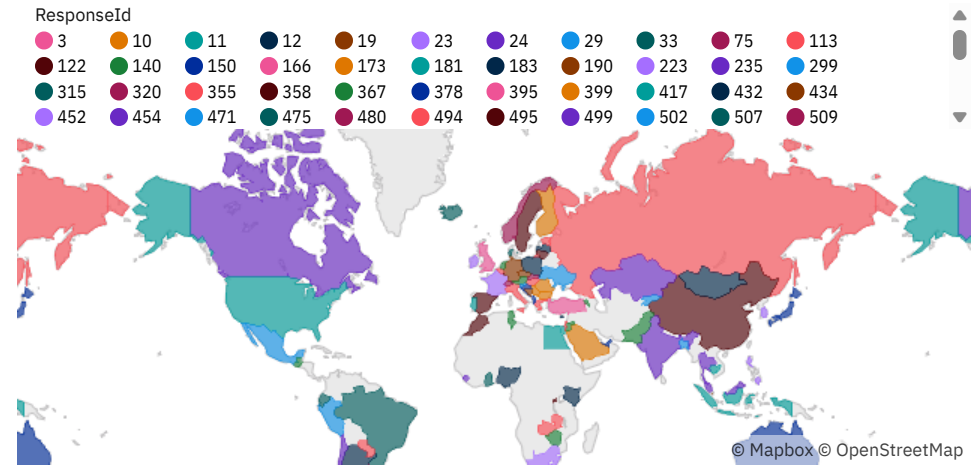 ResponseId
3 10 11 12 19 23 24 29 33 75 113
122 140 150 166 173 181 183 190 223 235 299
315 320 355 358 367 378 395 399 417 432 434
452 454 471 475 480 494 495 499 502 507 509
© Mapbox © OpenStreetMap